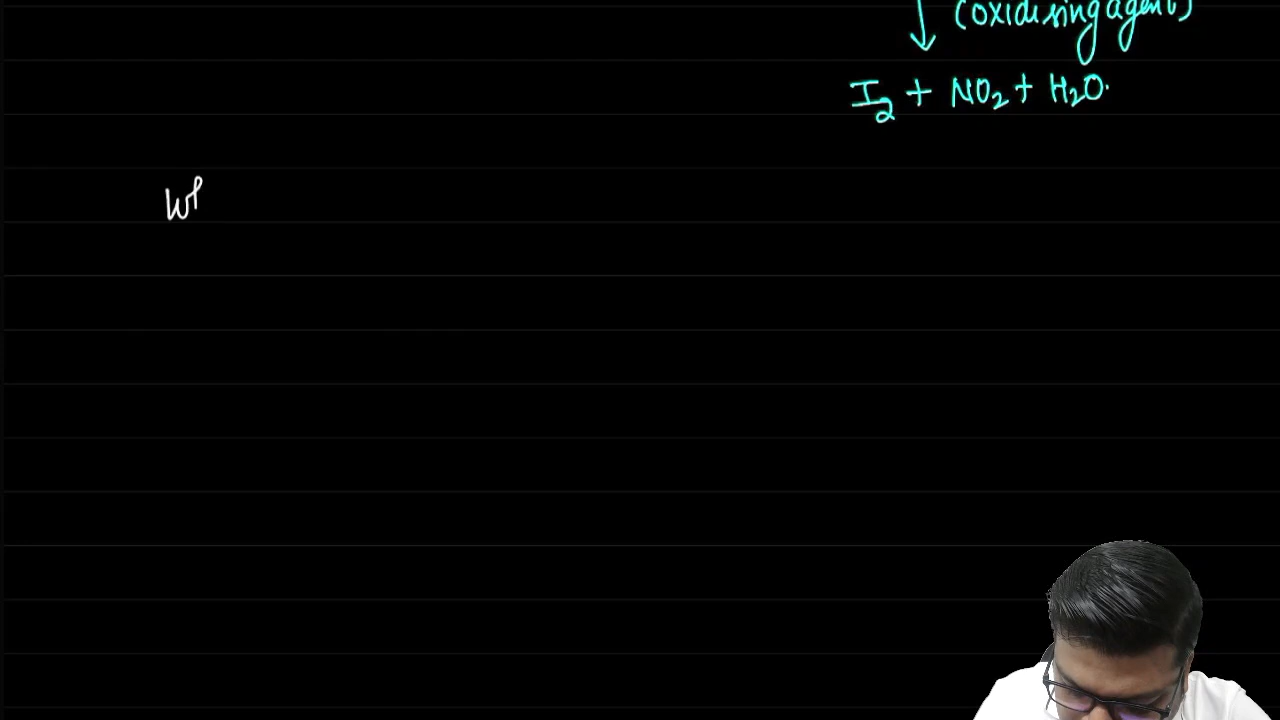 (oxidising agent)
I₂ + NO₂ + H₂O.